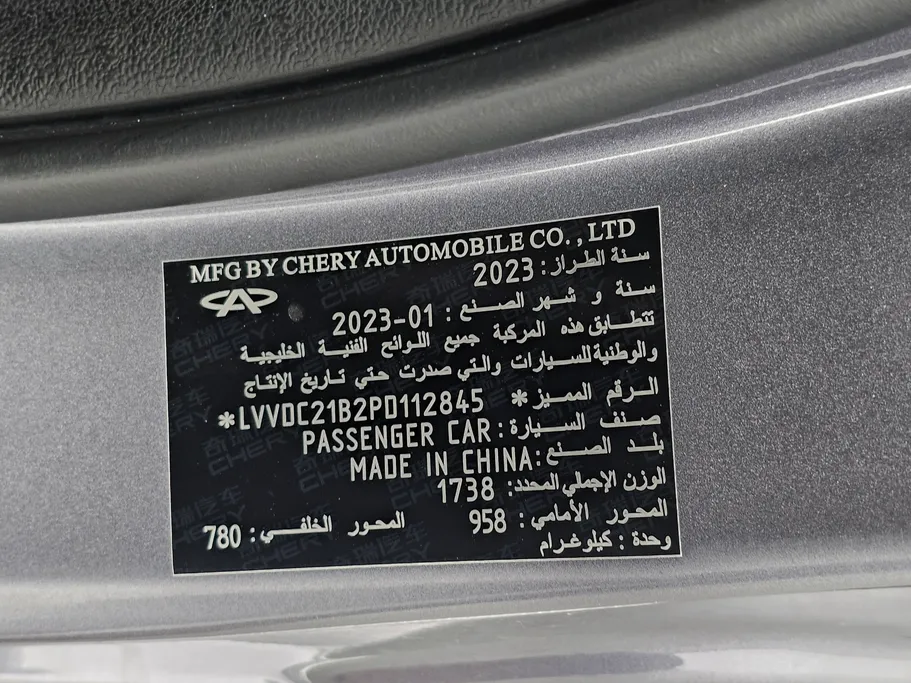 MFG BY CHERY AUTOMOBILE CO., LTD
سنة الطراز: 2023
سنة و شهر الصنع : 2023-01
تتطابق هذه المركبة جميع اللوائح الفنية الخليجية
والوطنية للسيارات والتي صدرت حتي تاريخ الإنتاج
الرقم المميز: *LVVDC21B2PD112845*
صنف السيارة: PASSENGER CAR
بلد الصنع: MADE IN CHINA
الوزن الإجمالي المحدد: 1738
المحور الأمامي: 958 المحور الخلفي: 780
وحدة : كيلوغرام